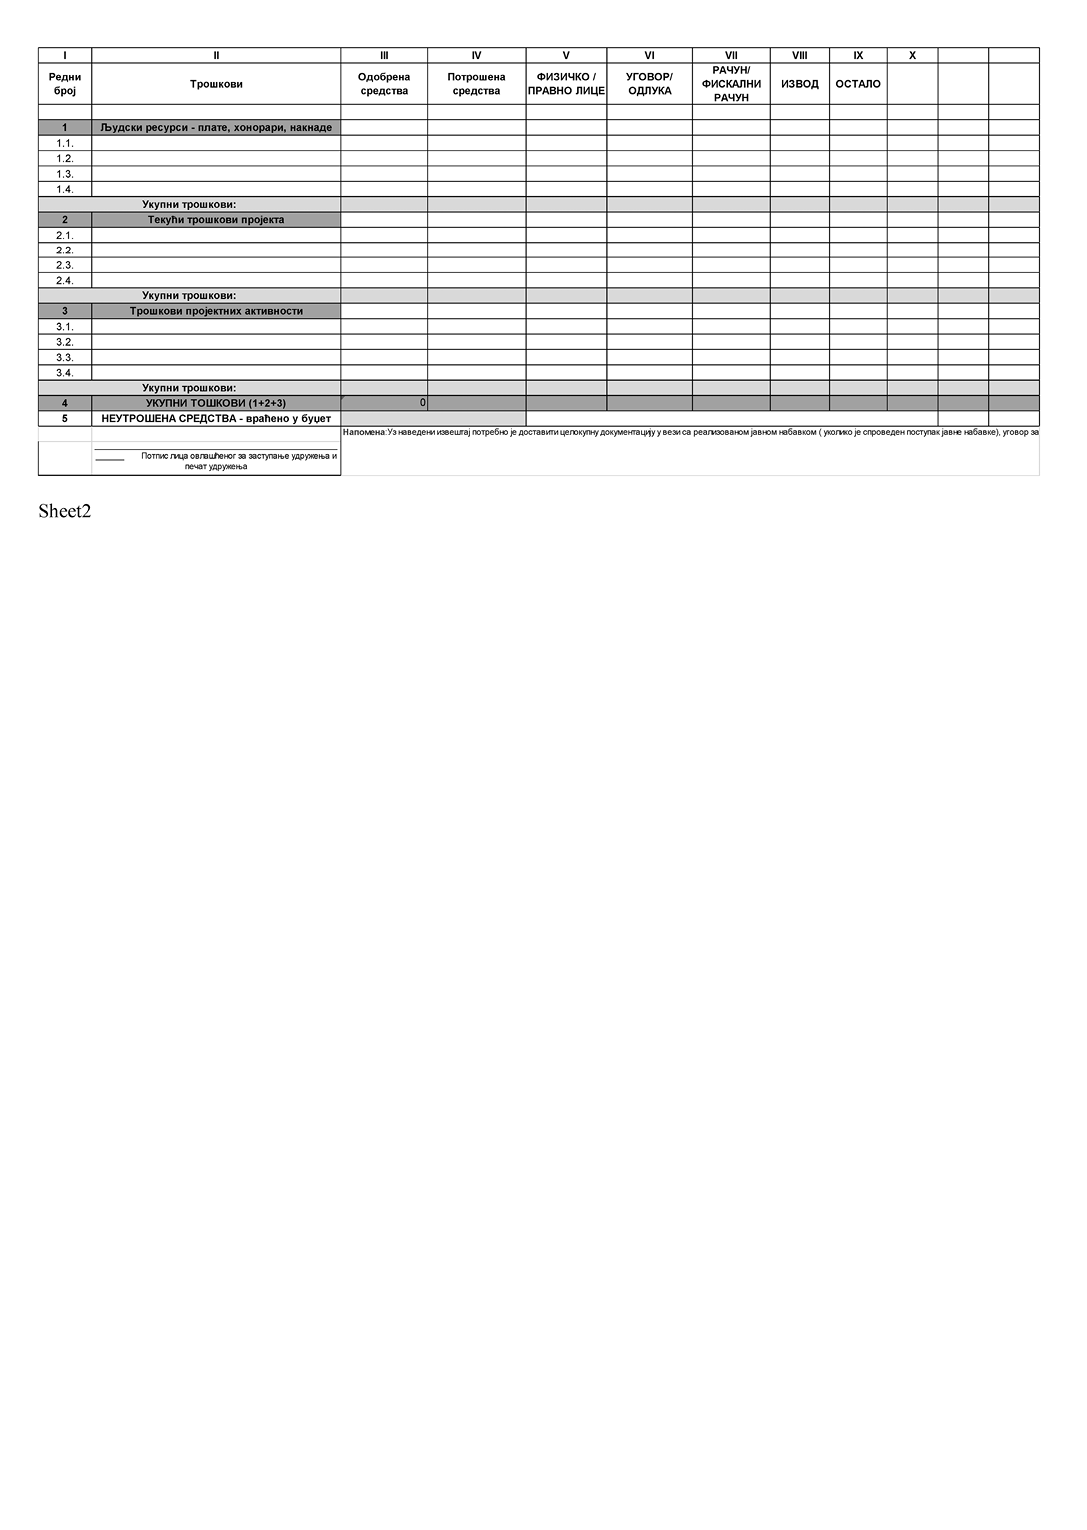 I II III IV V VI VII VIII IX X
Редни број Трошкови Одобрена средства Потрошена средства ФИЗИЧКО / ПРАВНО ЛИЦЕ УГОВОР/ ОДЛУКА РАЧУН/ ФИСКАЛНИ РАЧУН ИЗВОД ОСТАЛО
1 Људски ресурси - плате, хонорари, накнаде
1.1.
1.2.
1.3.
1.4.
Укупни трошкови:
2 Текући трошкови пројекта
2.1.
2.2.
2.3.
2.4.
Укупни трошкови:
3 Трошкови пројектних активности
3.1.
3.2.
3.3.
3.4.
Укупни трошкови:
4 УКУПНИ ТОШКОВИ (1+2+3) 0
5 НЕУТРОШЕНА СРЕДСТВА - враћено у буџет
Напомена:Уз наведени извештај потребно је доставити целокупну документацију у вези са реализованом јавном набавком ( уколико је спроведен поступак јавне набавке), уговор за
Потпис лица овлашћеног за заступање удружења и
печат удружења
Sheet2